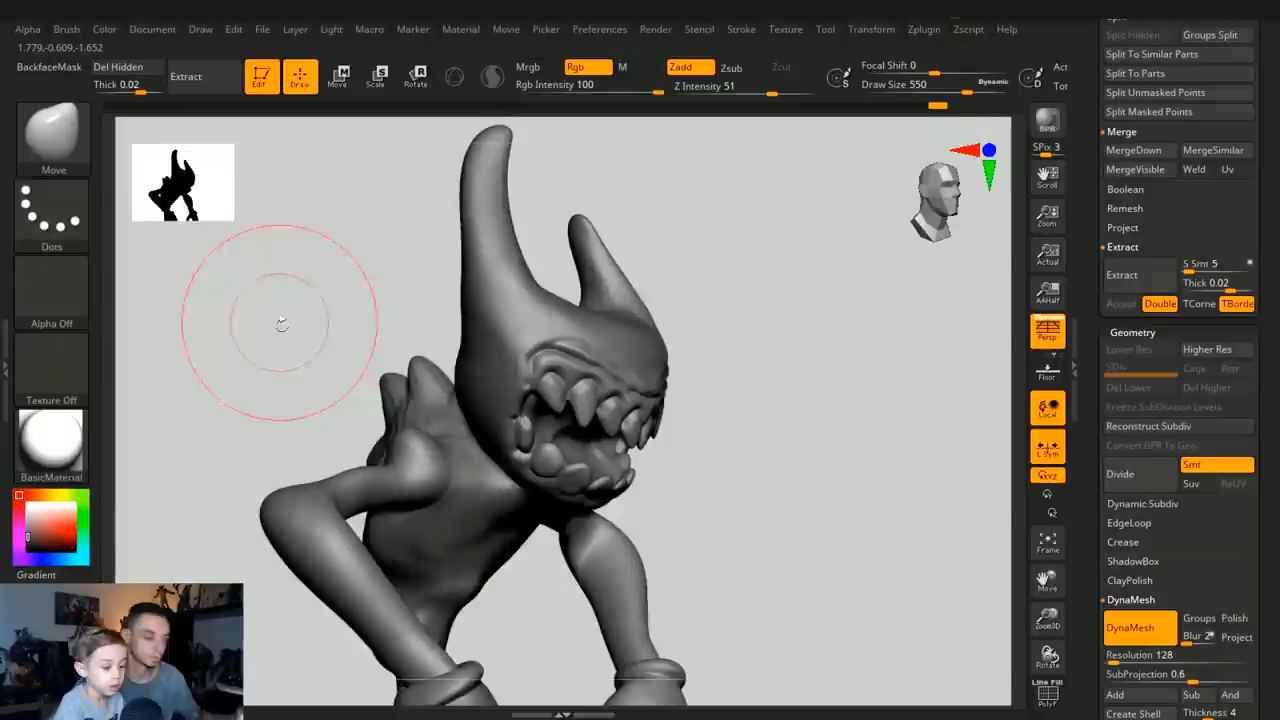 Alpha Brush Color Document Draw Edit File Layer Light Macro Marker Material Movie Picker Preferences Render Stencil Stroke Texture Tool Transform Zplugin Zscript Help
1.779,-0.609,-1.652
BackfaceMask
Del Hidden
Thick 0.02
Extract
Edit
Draw
Move
Scale
Rotate
Mrgb
Rgb
M
Rgb Intensity 100
Zadd
Zsub
Zcut
Z Intensity 51
S
Focal Shift 0
Draw Size 550
Dynamic
D
Act
Tot
Move
Dots
Alpha Off
Texture Off
BasicMaterial
Gradient
BPR
SPix 3
Scroll
Zoom
Actual
AAHalf
Dynamic
Persp
Floor
Local
L.Sym
Frame
Move
Zoom3D
Rotate
Line Fill
PolyF
Split Hidden
Groups Split
Split To Similar Parts
Split To Parts
Split Unmasked Points
Split Masked Points
Merge
MergeDown
MergeSimilar
MergeVisible
Weld
Uv
Boolean
Remesh
Project
Extract
Extract
S Smt 5
Thick 0.02
Accept
Double
TCorne
TBorde
Geometry
Lower Res
Higher Res
SDiv
Cage
Rstr
Del Lower
Del Higher
Freeze SubDivision Levels
Reconstruct Subdiv
Convert BPR To Geo
Divide
Smt
Suv
ReUV
Dynamic Subdiv
EdgeLoop
Crease
ShadowBox
ClayPolish
DynaMesh
DynaMesh
Groups
Polish
Blur 2
Project
Resolution 128
SubProjection 0.6
Add
Sub
And
Create Shell
Thickness 4